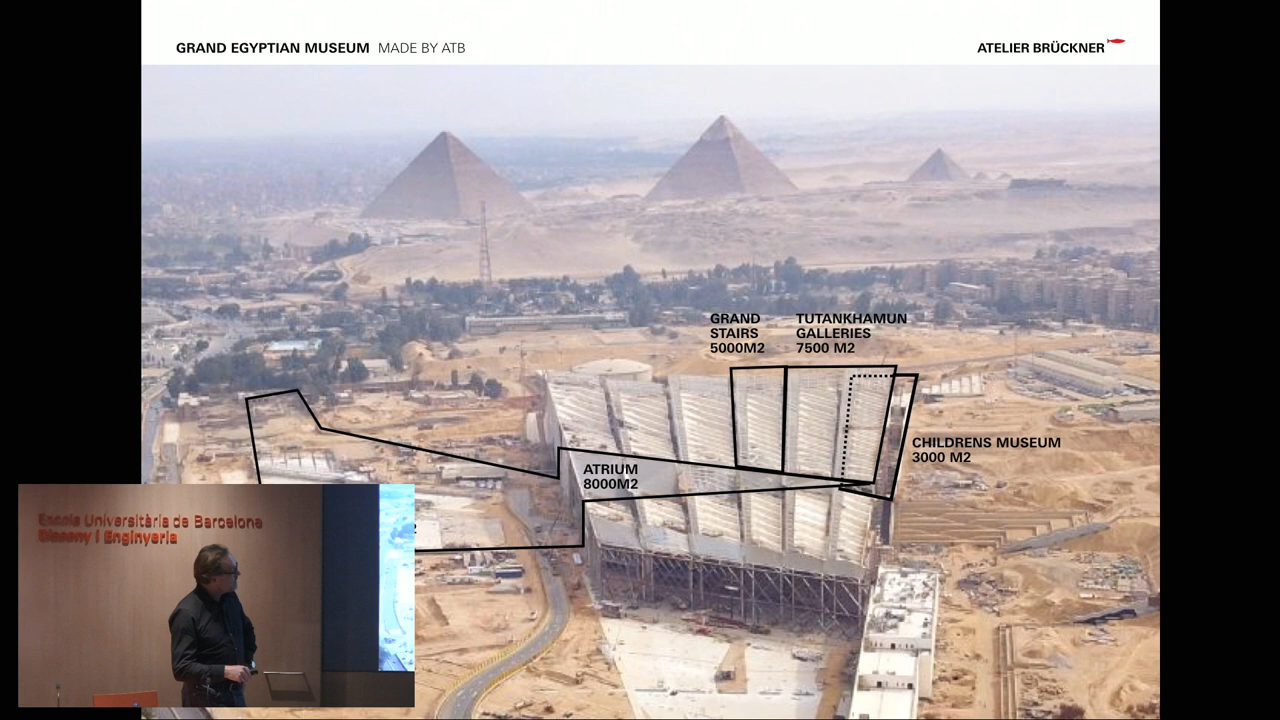 GRAND EGYPTIAN MUSEUM MADE BY ATB
ATELIER BRÜCKNER
GRAND
STAIRS
5000M2
TUTANKHAMUN
GALLERIES
7500 M2
CHILDRENS MUSEUM
3000 M2
ATRIUM
8000M2
2
Escola Universitària de Barcelona
Disseny i Enginyeria